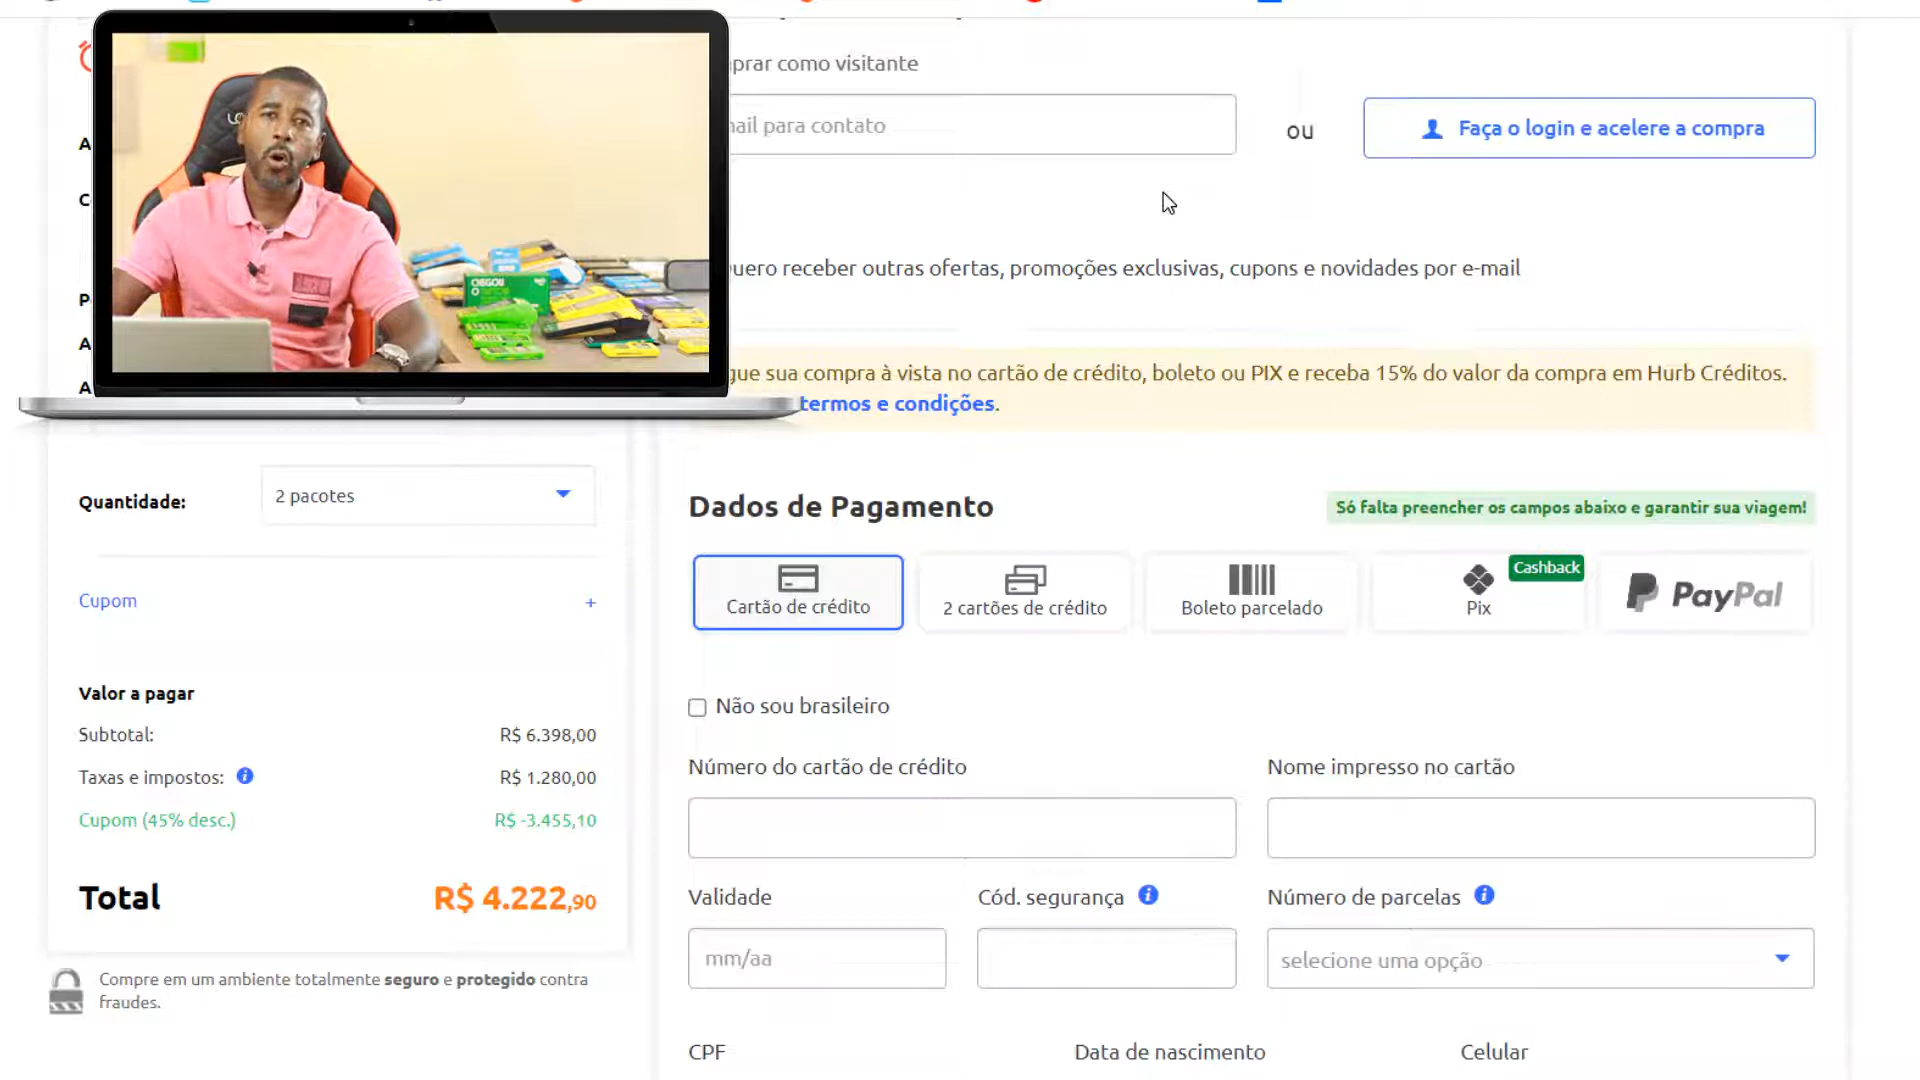 prar como visitante
ail para contato
ou
Faça o login e acelere a compra
uero receber outras ofertas, promoções exclusivas, cupons e novidades por e-mail
gue sua compra à vista no cartão de crédito, boleto ou PIX e receba 15% do valor da compra em Hurb Créditos.
termos e condições.
A
C
P
A
A
CHEGOU
O
Quantidade:
2 pacotes
Cupom
+
Valor a pagar
Subtotal:
R$ 6.398,00
Taxas e impostos:
R$ 1.280,00
Cupom (45% desc.)
R$ -3.455,10
Total
R$ 4.222,90
Compre em um ambiente totalmente seguro e protegido contra
fraudes.
Dados de Pagamento
Só falta preencher os campos abaixo e garantir sua viagem!
Cartão de crédito
2 cartões de crédito
Boleto parcelado
Cashback
Pix
PayPal
Não sou brasileiro
Número do cartão de crédito
Nome impresso no cartão
Validade
Cód. segurança
Número de parcelas
mm/aa
selecione uma opção
CPF
Data de nascimento
Celular